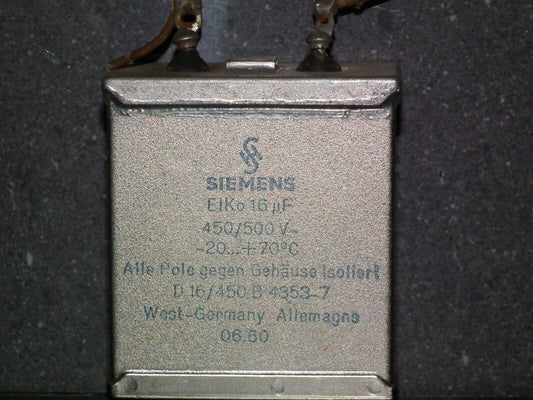 SIEMENS
ElKo 16 µF
450/500 V-
-20...+70°C
Alle Pole gegen Gehäuse isoliert
D 16/450 B 4353-7
West-Germany Allemagne
06.60